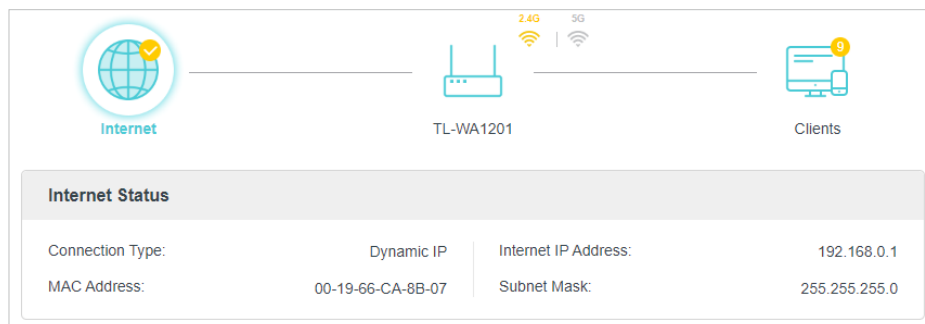 2.4G 5G
9
Internet TL-WA1201 Clients
Internet Status
Connection Type: Dynamic IP Internet IP Address: 192.168.0.1
MAC Address: 00-19-66-CA-8B-07 Subnet Mask: 255.255.255.0